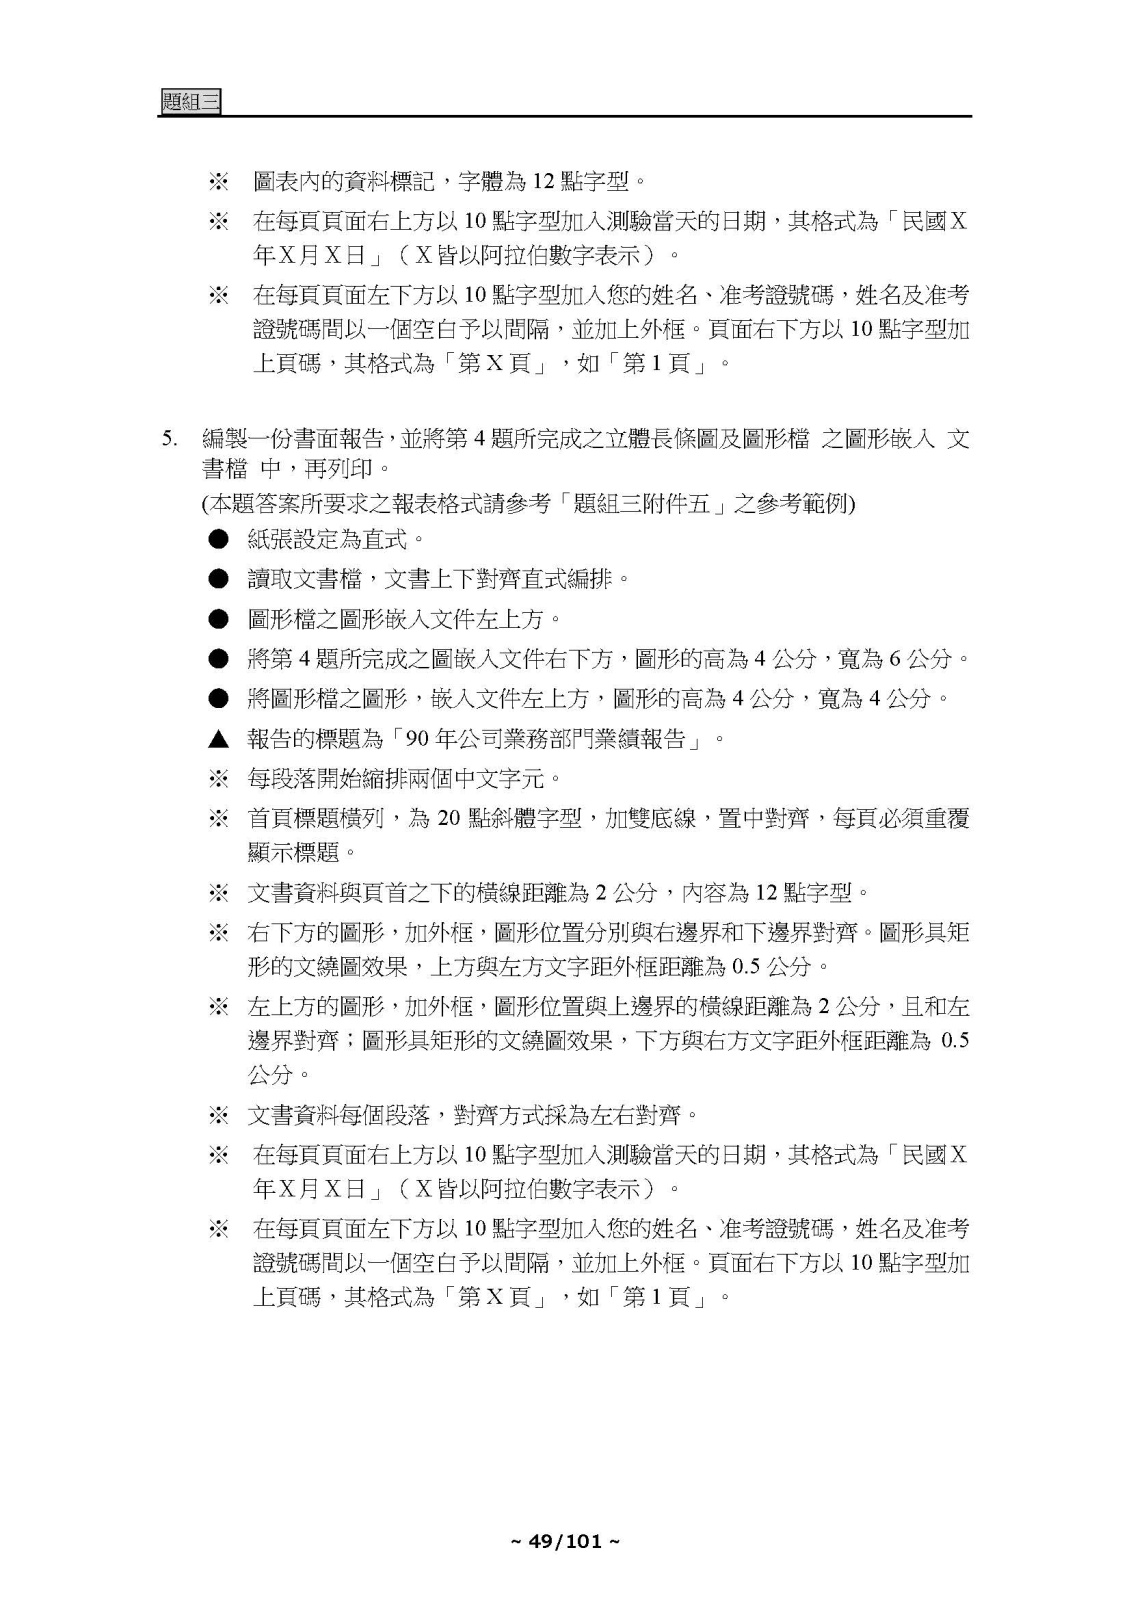 題組三
※ 圖表內的資料標記，字體為 12 點字型。
※ 在每頁頁面右上方以 10 點字型加入測驗當天的日期，其格式為「民國Ｘ
年Ｘ月Ｘ日」（Ｘ皆以阿拉伯數字表示）。
※ 在每頁頁面左下方以 10 點字型加入您的姓名、准考證號碼，姓名及准考
證號碼間以一個空白予以間隔，並加上外框。頁面右下方以 10 點字型加
上頁碼，其格式為「第 X 頁」，如「第 1 頁」。
5. 編製一份書面報告，並將第 4 題所完成之立體長條圖及圖形檔 之圖形嵌入 文
書檔 中，再列印。
(本題答案所要求之報表格式請參考「題組三附件五」之參考範例)
● 紙張設定為直式。
● 讀取文書檔，文書上下對齊直式編排。
● 圖形檔之圖形嵌入文件左上方。
● 將第 4 題所完成之圖嵌入文件右下方，圖形的高為 4 公分，寬為 6 公分。
● 將圖形檔之圖形，嵌入文件左上方，圖形的高為 4 公分，寬為 4 公分。
▲ 報告的標題為「90 年公司業務部門業績報告」。
※ 每段落開始縮排兩個中文字元。
※ 首頁標題橫列，為 20 點斜體字型，加雙底線，置中對齊，每頁必須重覆
顯示標題。
※ 文書資料與頁首之下的橫線距離為 2 公分，內容為 12 點字型。
※ 右下方的圖形，加外框，圖形位置分別與右邊界和下邊界對齊。圖形具矩
形的文繞圖效果，上方與左方文字距外框距離為 0.5 公分。
※ 左上方的圖形，加外框，圖形位置與上邊界的橫線距離為 2 公分，且和左
邊界對齊；圖形具矩形的文繞圖效果，下方與右方文字距外框距離為 0.5
公分。
※ 文書資料每個段落，對齊方式採為左右對齊。
※ 在每頁頁面右上方以 10 點字型加入測驗當天的日期，其格式為「民國Ｘ
年Ｘ月Ｘ日」（Ｘ皆以阿拉伯數字表示）。
※ 在每頁頁面左下方以 10 點字型加入您的姓名、准考證號碼，姓名及准考
證號碼間以一個空白予以間隔，並加上外框。頁面右下方以 10 點字型加
上頁碼，其格式為「第 X 頁」，如「第 1 頁」。
~ 49/101 ~